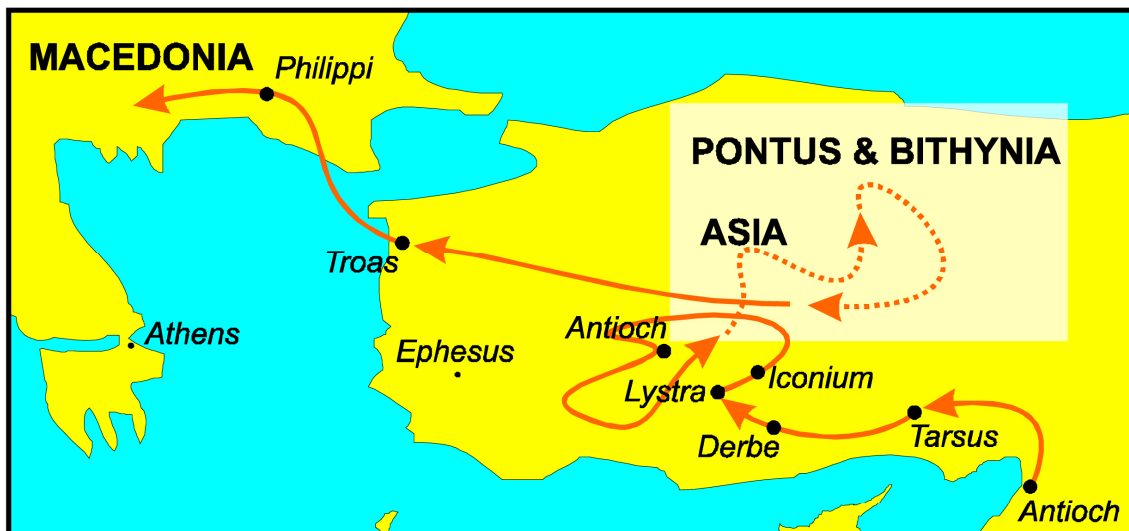 MACEDONIA
Philippi
PONTUS & BITHYNIA
ASIA
Troas
Athens
Antioch
Ephesus
Iconium
Lystra
Derbe
Tarsus
Antioch